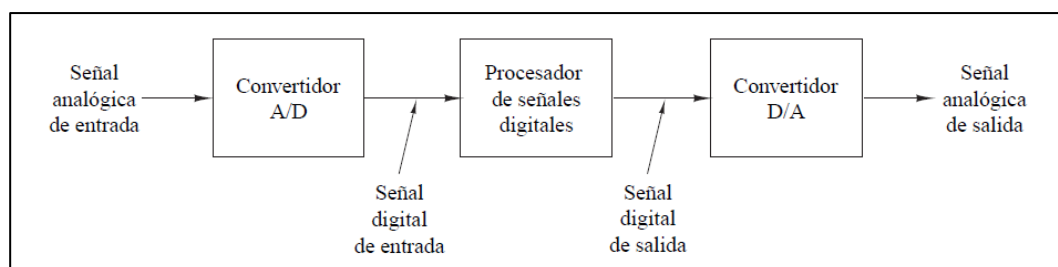 Señal
analógica
de entrada
Convertidor
A/D
Procesador
de señales
digitales
Convertidor
D/A
Señal
analógica
de salida
Señal
digital
de entrada
Señal
digital
de salida